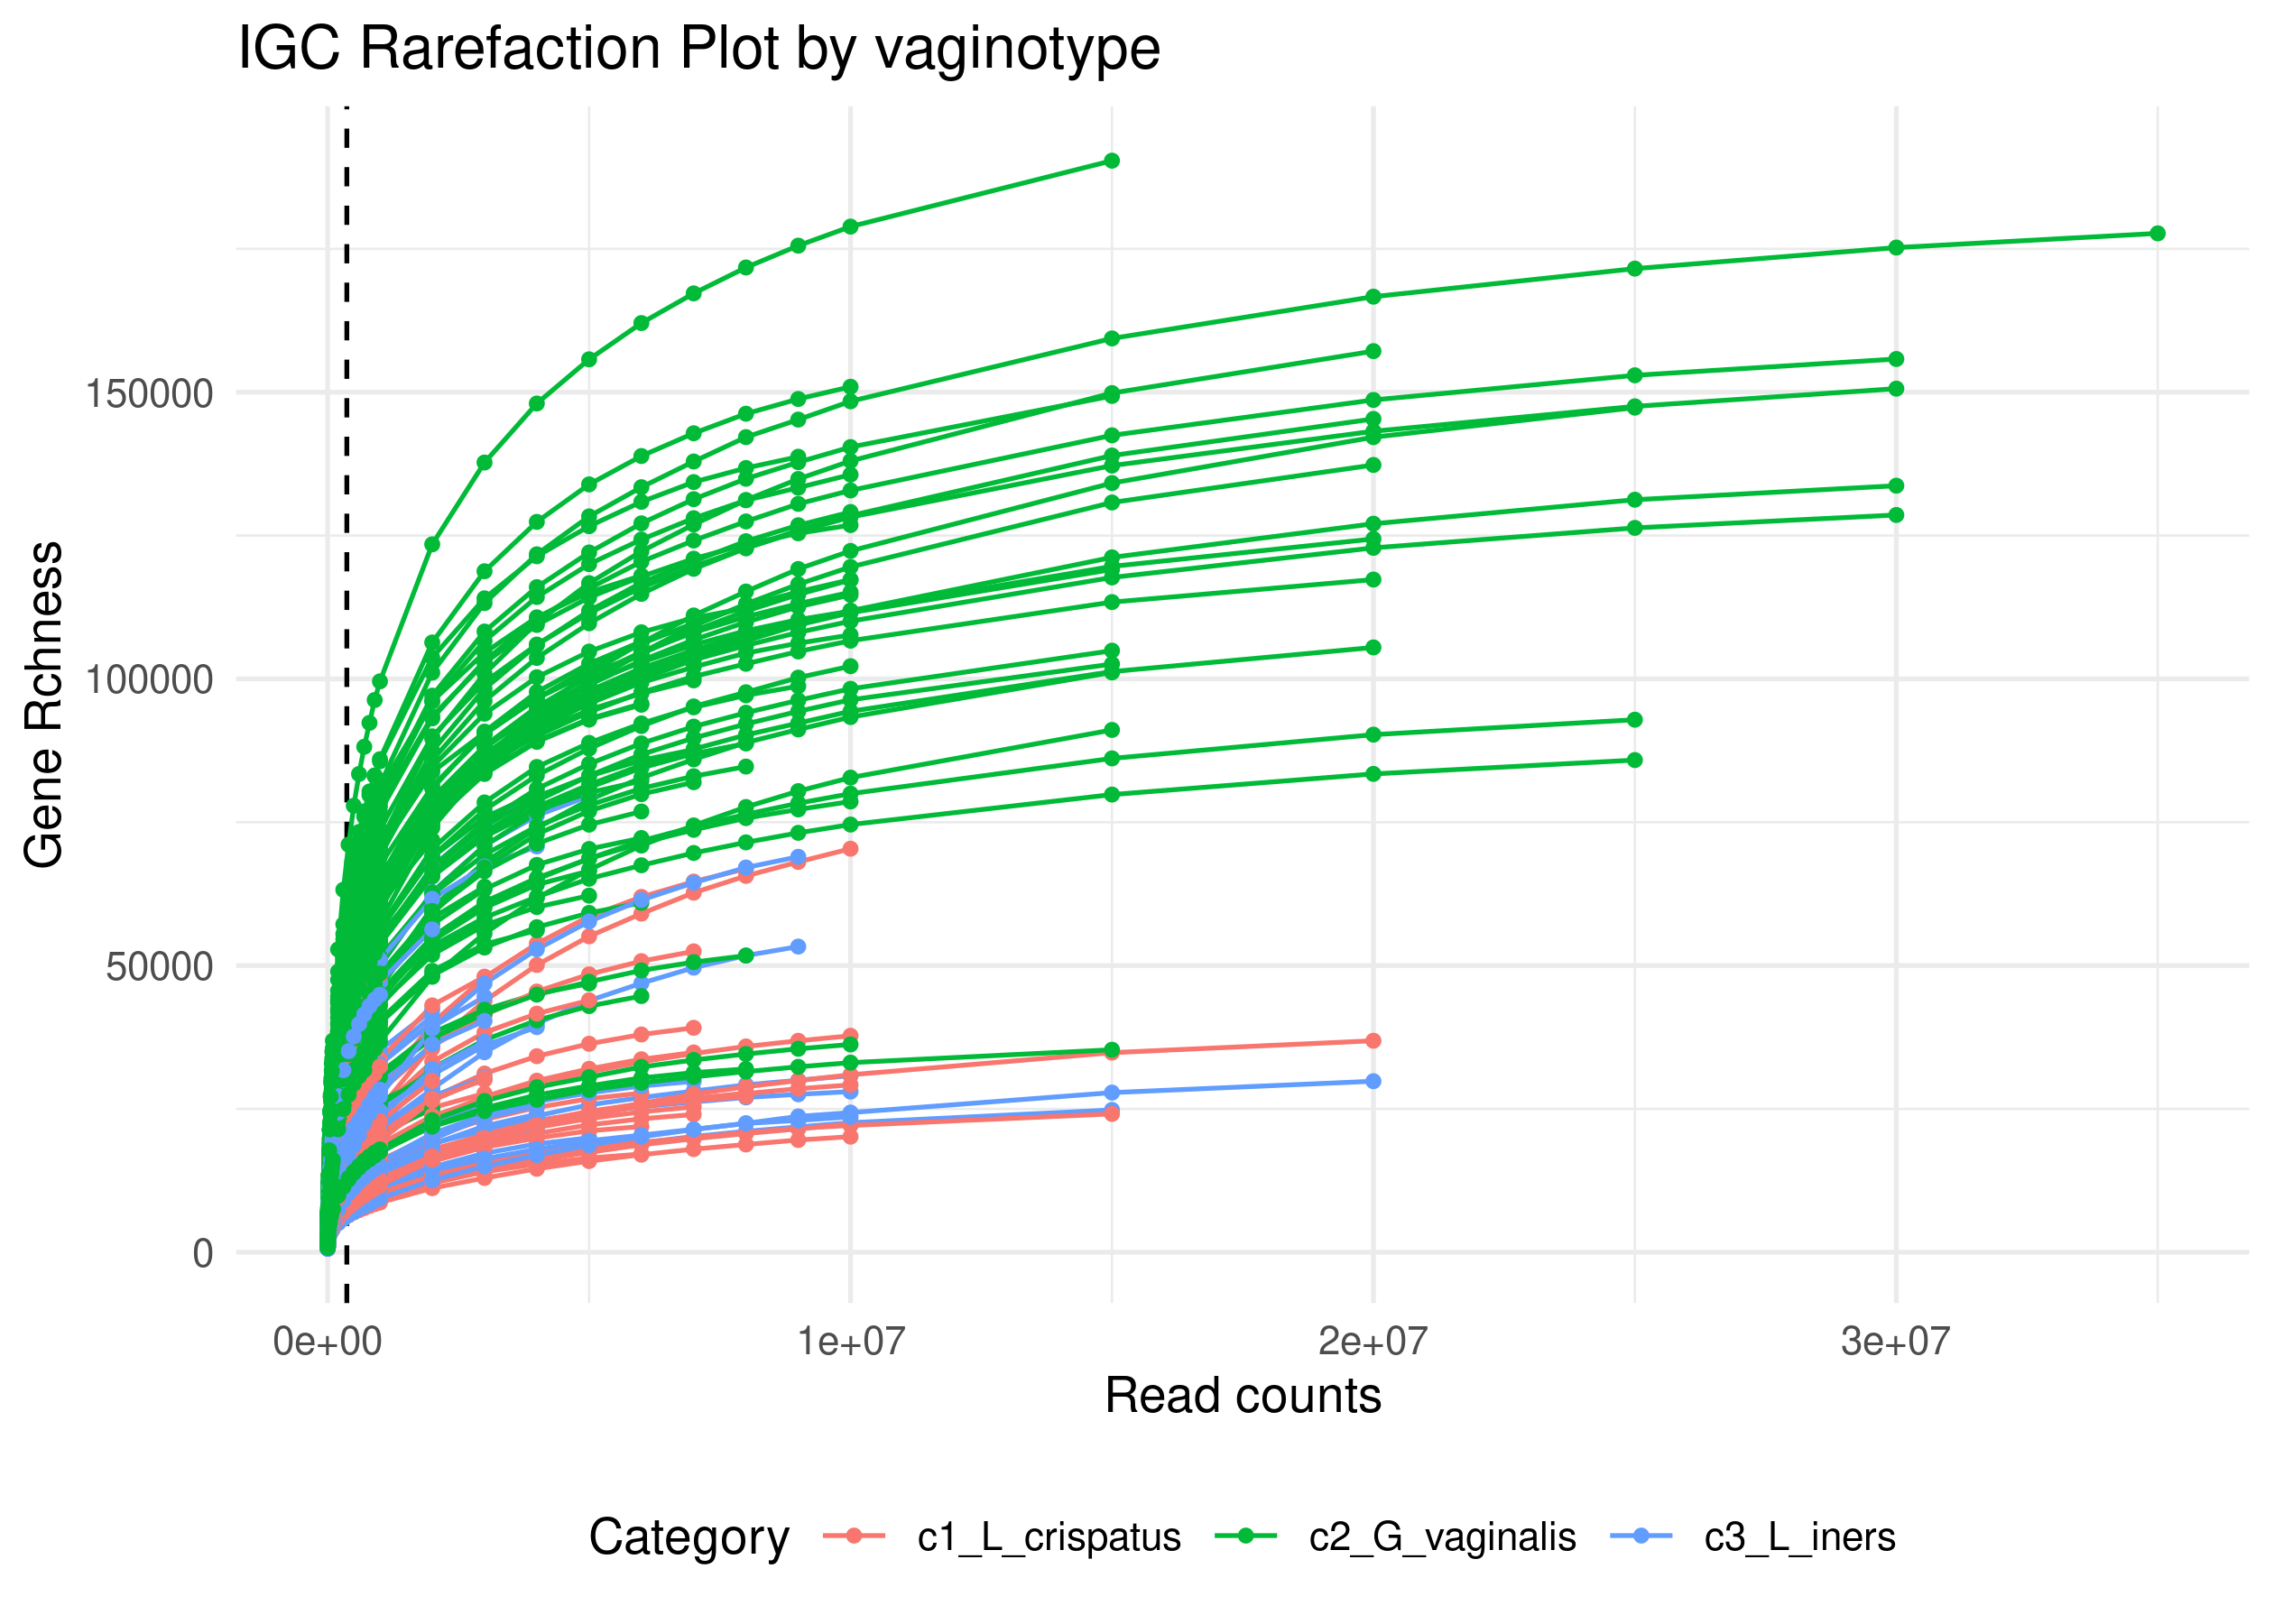 IGC Rarefaction Plot by vaginotype
Gene Rchness
150000
100000
50000
0
0e+00 1e+07 2e+07 3e+07
Read counts
Category c1_L_crispatus c2_G_vaginalis c3_L_iners